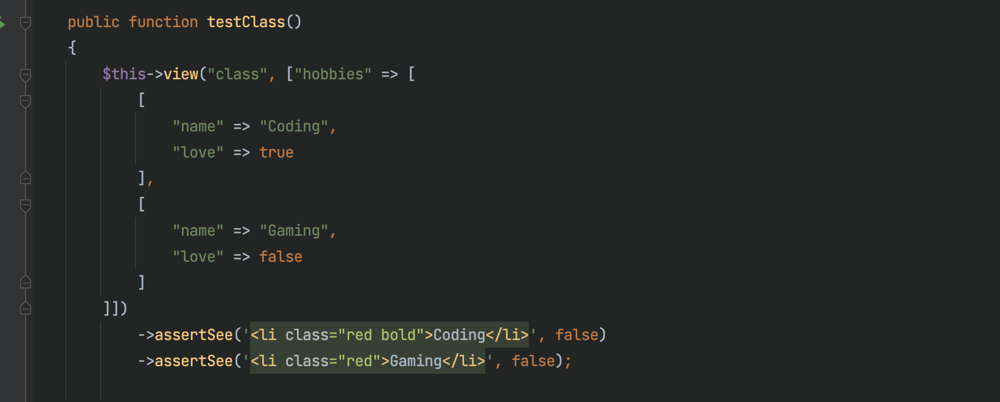 public function testClass()
{
$this->view("class", ["hobbies" => [
[
"name" => "Coding",
"love" => true
],
[
"name" => "Gaming",
"love" => false
]
]])
->assertSee('<li class="red bold">Coding</li>', false)
->assertSee('<li class="red">Gaming</li>', false);